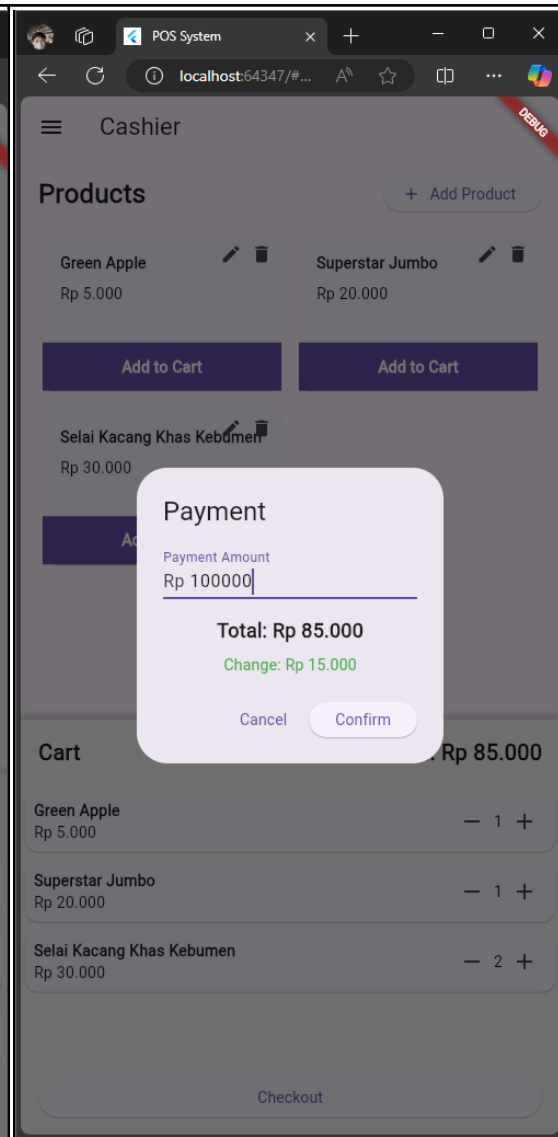 POS System
localhost:64347/#...
Cashier
DEBUG
Products
+ Add Product
Green Apple
Rp 5.000
Add to Cart
Superstar Jumbo
Rp 20.000
Add to Cart
Selai Kacang Khas Kebumen
Rp 30.000
Payment
Payment Amount
Rp 100000
Total: Rp 85.000
Change: Rp 15.000
Cancel
Confirm
Cart
Rp 85.000
Green Apple
Rp 5.000
1
Superstar Jumbo
Rp 20.000
1
Selai Kacang Khas Kebumen
Rp 30.000
2
Checkout